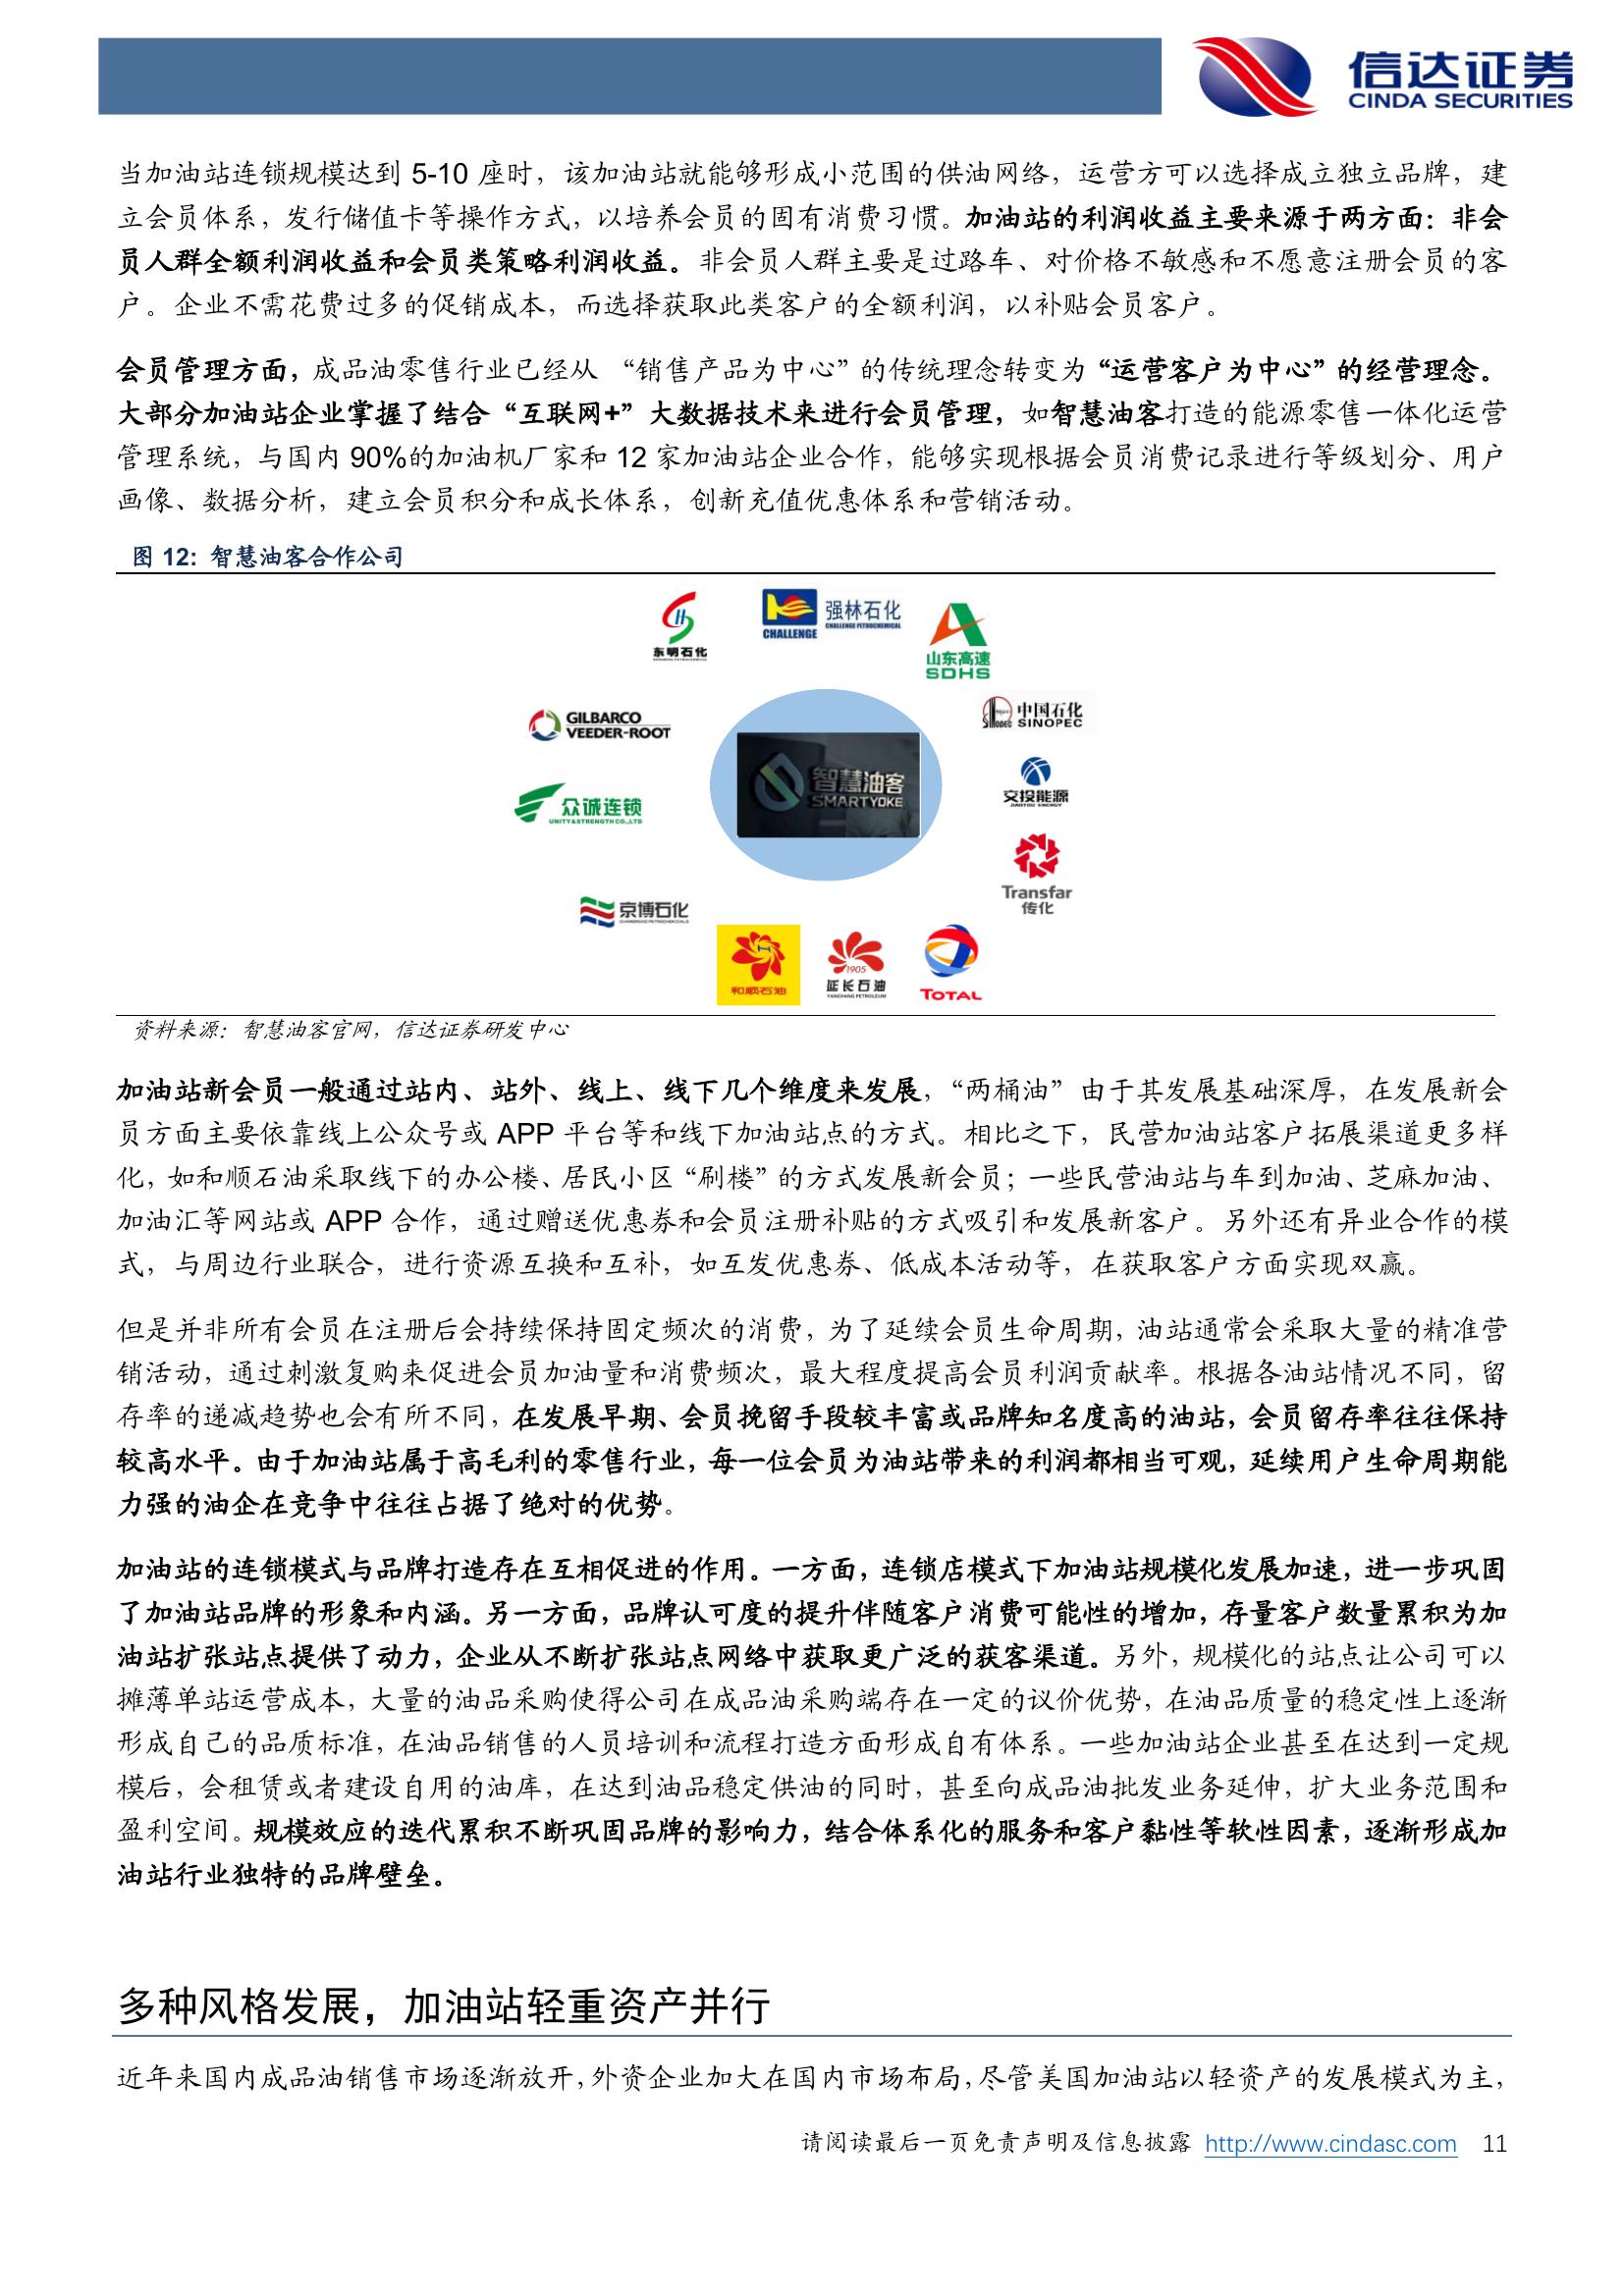 信达证券
CINDA SECURITIES
当加油站连锁规模达到 5-10 座时，该加油站就能够形成小范围的供油网络，运营方可以选择成立独立品牌，建
立会员体系，发行储值卡等操作方式，以培养会员的固有消费习惯。加油站的利润收益主要来源于两方面：非会
员人群全额利润收益和会员类策略利润收益。非会员人群主要是过路车、对价格不敏感和不愿意注册会员的客
户。企业不需花费过多的促销成本，而选择获取此类客户的全额利润，以补贴会员客户。
会员管理方面，成品油零售行业已经从 “销售产品为中心”的传统理念转变为“运营客户为中心”的经营理念。
大部分加油站企业掌握了结合“互联网+”大数据技术来进行会员管理，如智慧油客打造的能源零售一体化运营
管理系统，与国内 90%的加油机厂家和 12 家加油站企业合作，能够实现根据会员消费记录进行等级划分、用户
画像、数据分析，建立会员积分和成长体系，创新充值优惠体系和营销活动。
图 12：智慧油客合作公司
东明石化
CHALLENGE
强林石化
CHALLENGE PETROCHEMICAL
山东高速
SDHS
GILBARCO
VEEDER-ROOT
中国石化
SINOPEC
智慧油客
SMARTYOKE
交投能源
众诚连锁
UNITY&STRENGTH CO.,LTD
Transfar
传化
京博石化
和顺石油
1905
延长石油
YANCHANG PETROLEUM
TOTAL
资料来源：智慧油客官网，信达证券研发中心
加油站新会员一般通过站内、站外、线上、线下几个维度来发展，“两桶油”由于其发展基础深厚，在发展新会
员方面主要依靠线上公众号或 APP 平台等和线下加油站点的方式。相比之下，民营加油站客户拓展渠道更多样
化，如和顺石油采取线下的办公楼、居民小区“刷楼”的方式发展新会员；一些民营油站与车到加油、芝麻加油、
加油汇等网站或 APP 合作，通过赠送优惠券和会员注册补贴的方式吸引和发展新客户。另外还有异业合作的模
式，与周边行业联合，进行资源互换和互补，如互发优惠券、低成本活动等，在获取客户方面实现双赢。
但是并非所有会员在注册后会持续保持固定频次的消费，为了延续会员生命周期，油站通常会采取大量的精准营
销活动，通过刺激复购来促进会员加油量和消费频次，最大程度提高会员利润贡献率。根据各油站情况不同，留
存率的递减趋势也会有所不同，在发展早期、会员挽留手段较丰富或品牌知名度高的油站，会员留存率往往保持
较高水平。由于加油站属于高毛利的零售行业，每一位会员为油站带来的利润都相当可观，延续用户生命周期能
力强的油企在竞争中往往占据了绝对的优势。
加油站的连锁模式与品牌打造存在互相促进的作用。一方面，连锁店模式下加油站规模化发展加速，进一步巩固
了加油站品牌的形象和内涵。另一方面，品牌认可度的提升伴随客户消费可能性的增加，存量客户数量累积为加
油站扩张站点提供了动力，企业从不断扩张站点网络中获取更广泛的获客渠道。另外，规模化的站点让公司可以
摊薄单站运营成本，大量的油品采购使得公司在成品油采购端存在一定的议价优势，在油品质量的稳定性上逐渐
形成自己的品质标准，在油品销售的人员培训和流程打造方面形成自有体系。一些加油站企业甚至在达到一定规
模后，会租赁或者建设自用的油库，在达到油品稳定供油的同时，甚至向成品油批发业务延伸，扩大业务范围和
盈利空间。规模效应的迭代累积不断巩固品牌的影响力，结合体系化的服务和客户黏性等软性因素，逐渐形成加
油站行业独特的品牌壁垒。
多种风格发展，加油站轻重资产并行
近年来国内成品油销售市场逐渐放开，外资企业加大在国内市场布局，尽管美国加油站以轻资产的发展模式为主，
请阅读最后一页免责声明及信息披露 http://www.cindasc.com 11